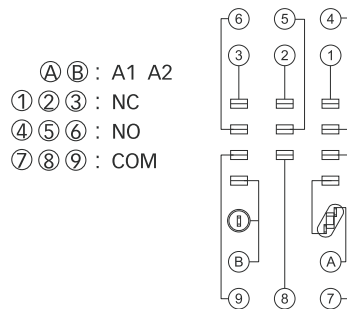 Ⓐ Ⓑ : A1 A2
① ② ③ : NC
④ ⑤ ⑥ : NO
⑦ ⑧ ⑨ : COM
⑥ ⑤ ④
③ ② ①
Ⓑ Ⓐ
⑨ ⑧ ⑦